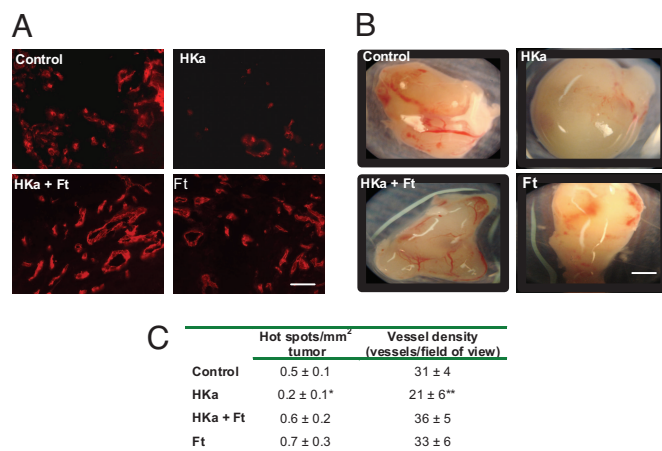 A
B
Control
HKa
HKa + Ft
Ft
Control
HKa
HKa + Ft
Ft
C
Hot spots/mm² tumor
Vessel density (vessels/field of view)
Control 0.5 ± 0.1 31 ± 4
HKa 0.2 ± 0.1* 21 ± 6**
HKa + Ft 0.6 ± 0.2 36 ± 5
Ft 0.7 ± 0.3 33 ± 6